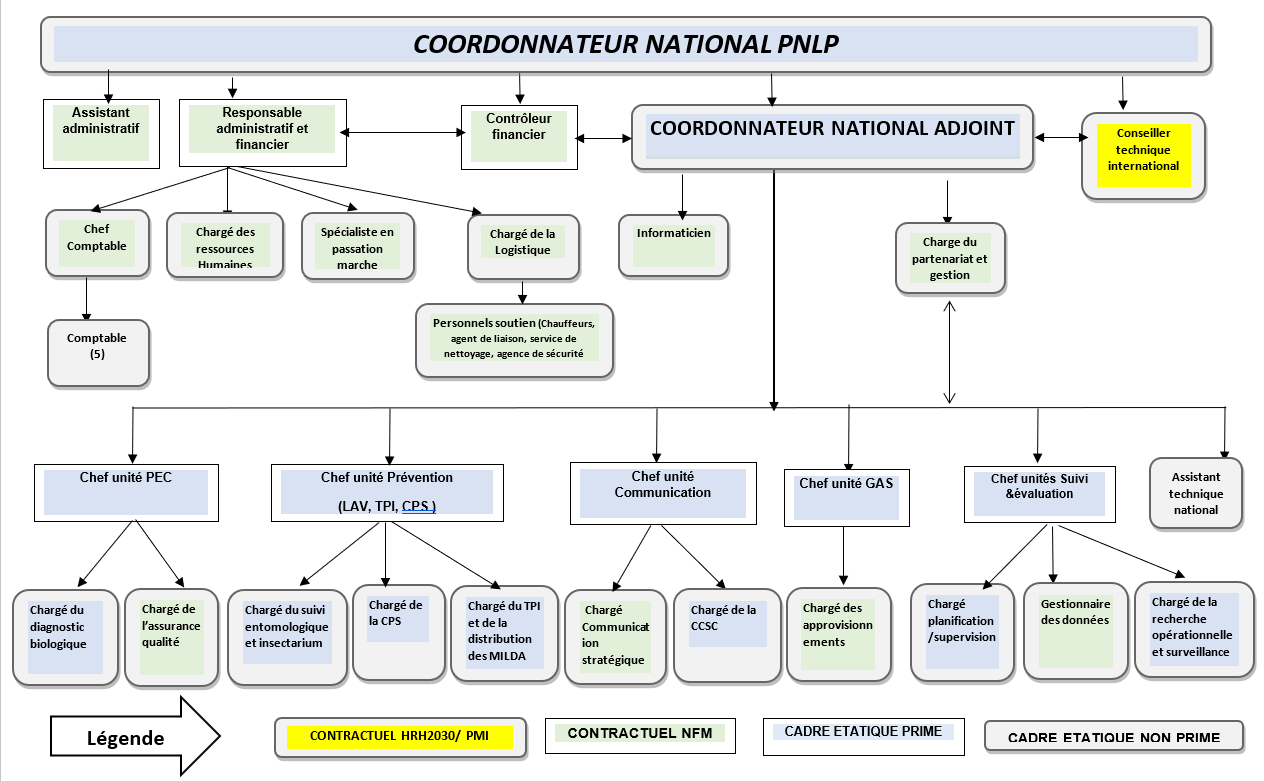 COORDONNATEUR NATIONAL PNLP
Assistant
administratif
Responsable
administratif et
financier
Contrôleur
financier
COORDONNATEUR NATIONAL ADJOINT
Conseiller
technique
international
Chef
Comptable
Chargé des
ressources
Humaines
Spécialiste en
passation
marche
Chargé de la
Logistique
Informaticien
Charge du
partenariat et
gestion
Comptable
(5)
Personnels soutien (Chauffeurs,
agent de liaison, service de
nettoyage, agence de sécurité
Chef unité PEC
Chef unité Prévention
(LAV, TPI, CPS )
Chef unité
Communication
Chef unité GAS
Chef unités Suivi
&évaluation
Assistant
technique
national
Chargé du
diagnostic
biologique
Chargé de
l'assurance
qualité
Chargé du suivi
entomologique
et insectarium
Chargé de
la CPS
Chargé du TPI
et de la
distribution
des MILDA
Chargé
Communicat
ion
stratégique
Chargé de la
CCSC
Chargé des
approvisionn
ements
Chargé
planification
/supervision
Gestionnaire
des données
Chargé de la
recherche
opérationnelle
et surveillance
Légende
CONTRACTUEL HRH2030/ PMI
CONTRACTUEL NFM
CADRE ETATIQUE PRIME
CADRE ETATIQUE NON PRIME